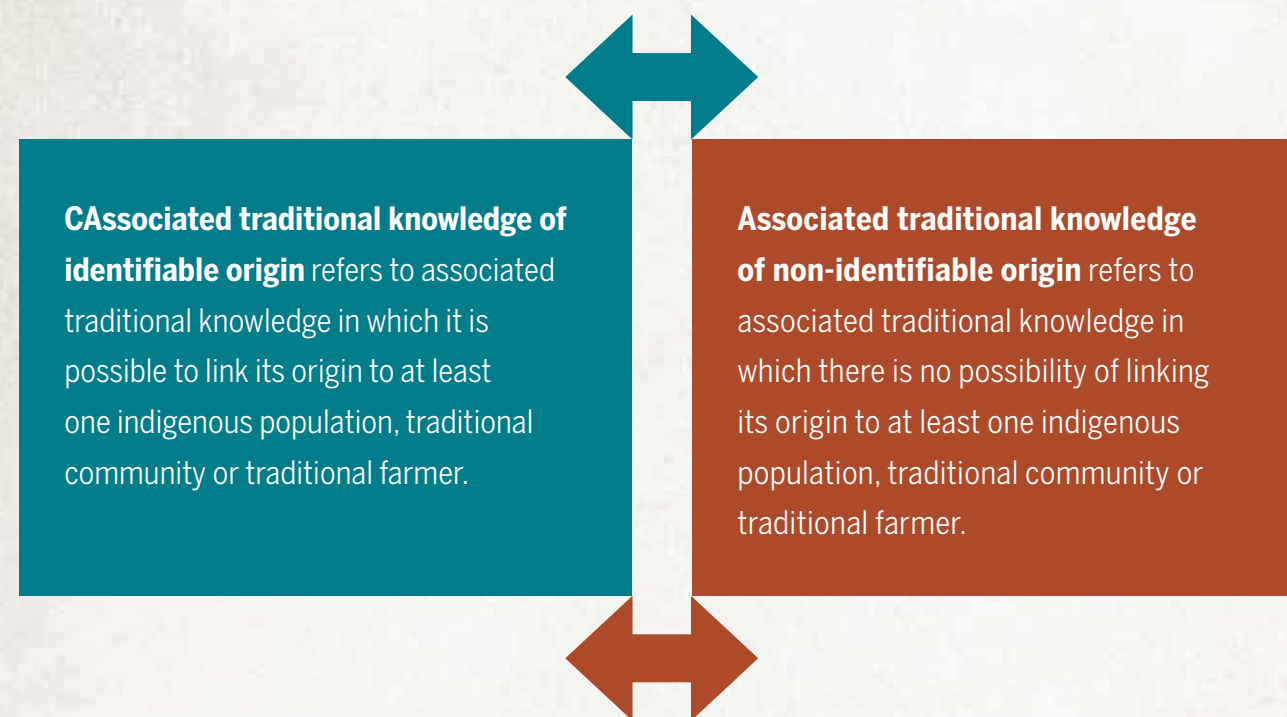 CAssociated traditional knowledge of
identifiable origin refers to associated
traditional knowledge in which it is
possible to link its origin to at least
one indigenous population, traditional
community or traditional farmer.
Associated traditional knowledge
of non-identifiable origin refers to
associated traditional knowledge in
which there is no possibility of linking
its origin to at least one indigenous
population, traditional community or
traditional farmer.